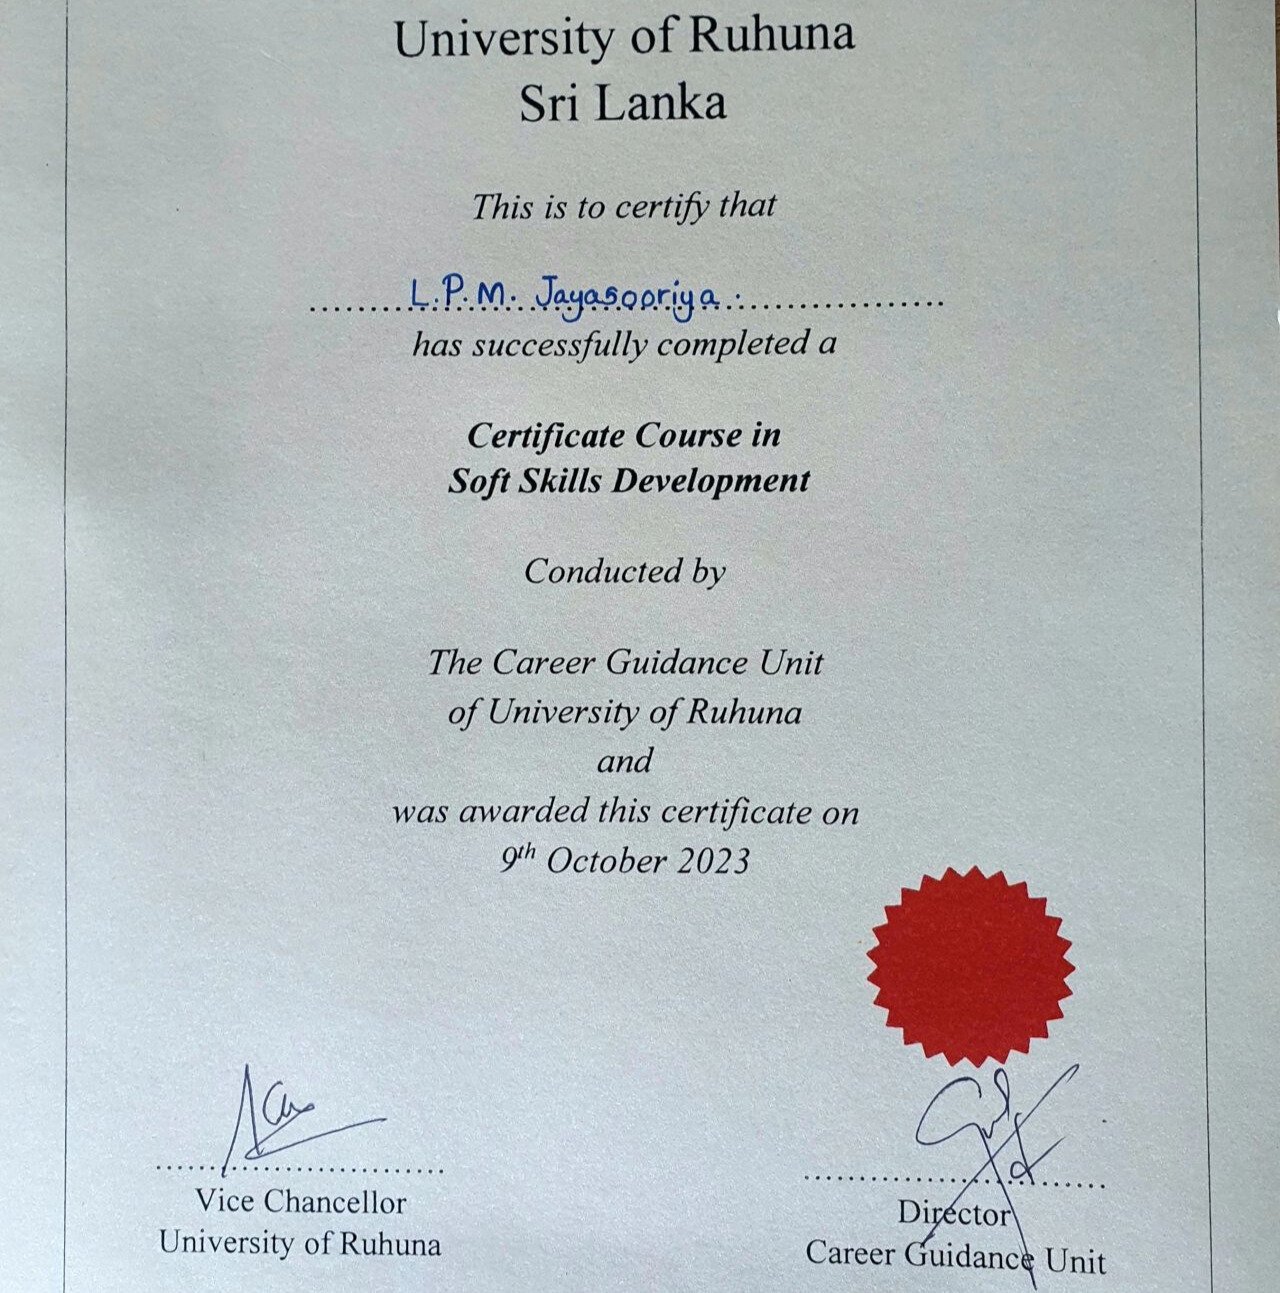 University of Ruhuna
Sri Lanka
This is to certify that
L.P.M. Jayasooriya.
has successfully completed a
Certificate Course in
Soft Skills Development
Conducted by
The Career Guidance Unit
of University of Ruhuna
and
was awarded this certificate on
9th October 2023
Vice Chancellor
University of Ruhuna
Director
Career Guidance Unit